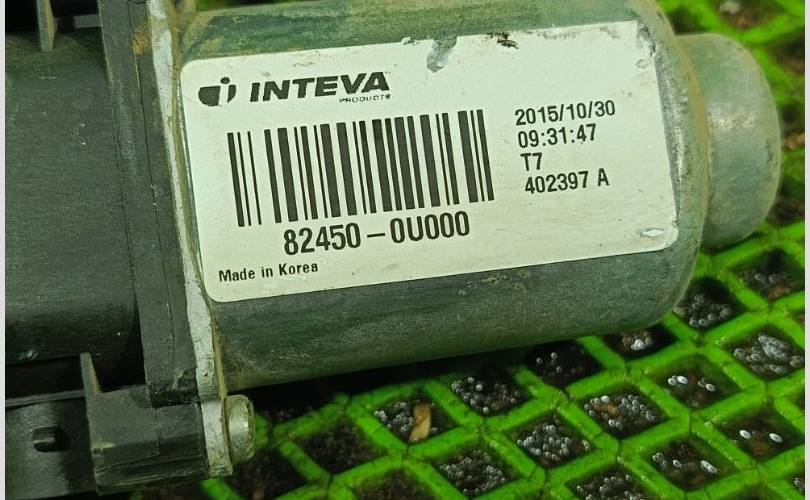 INTEVA
PRODUCTS
2015/10/30
09:31:47
T7
402397 A
82450-0U000
Made in Korea